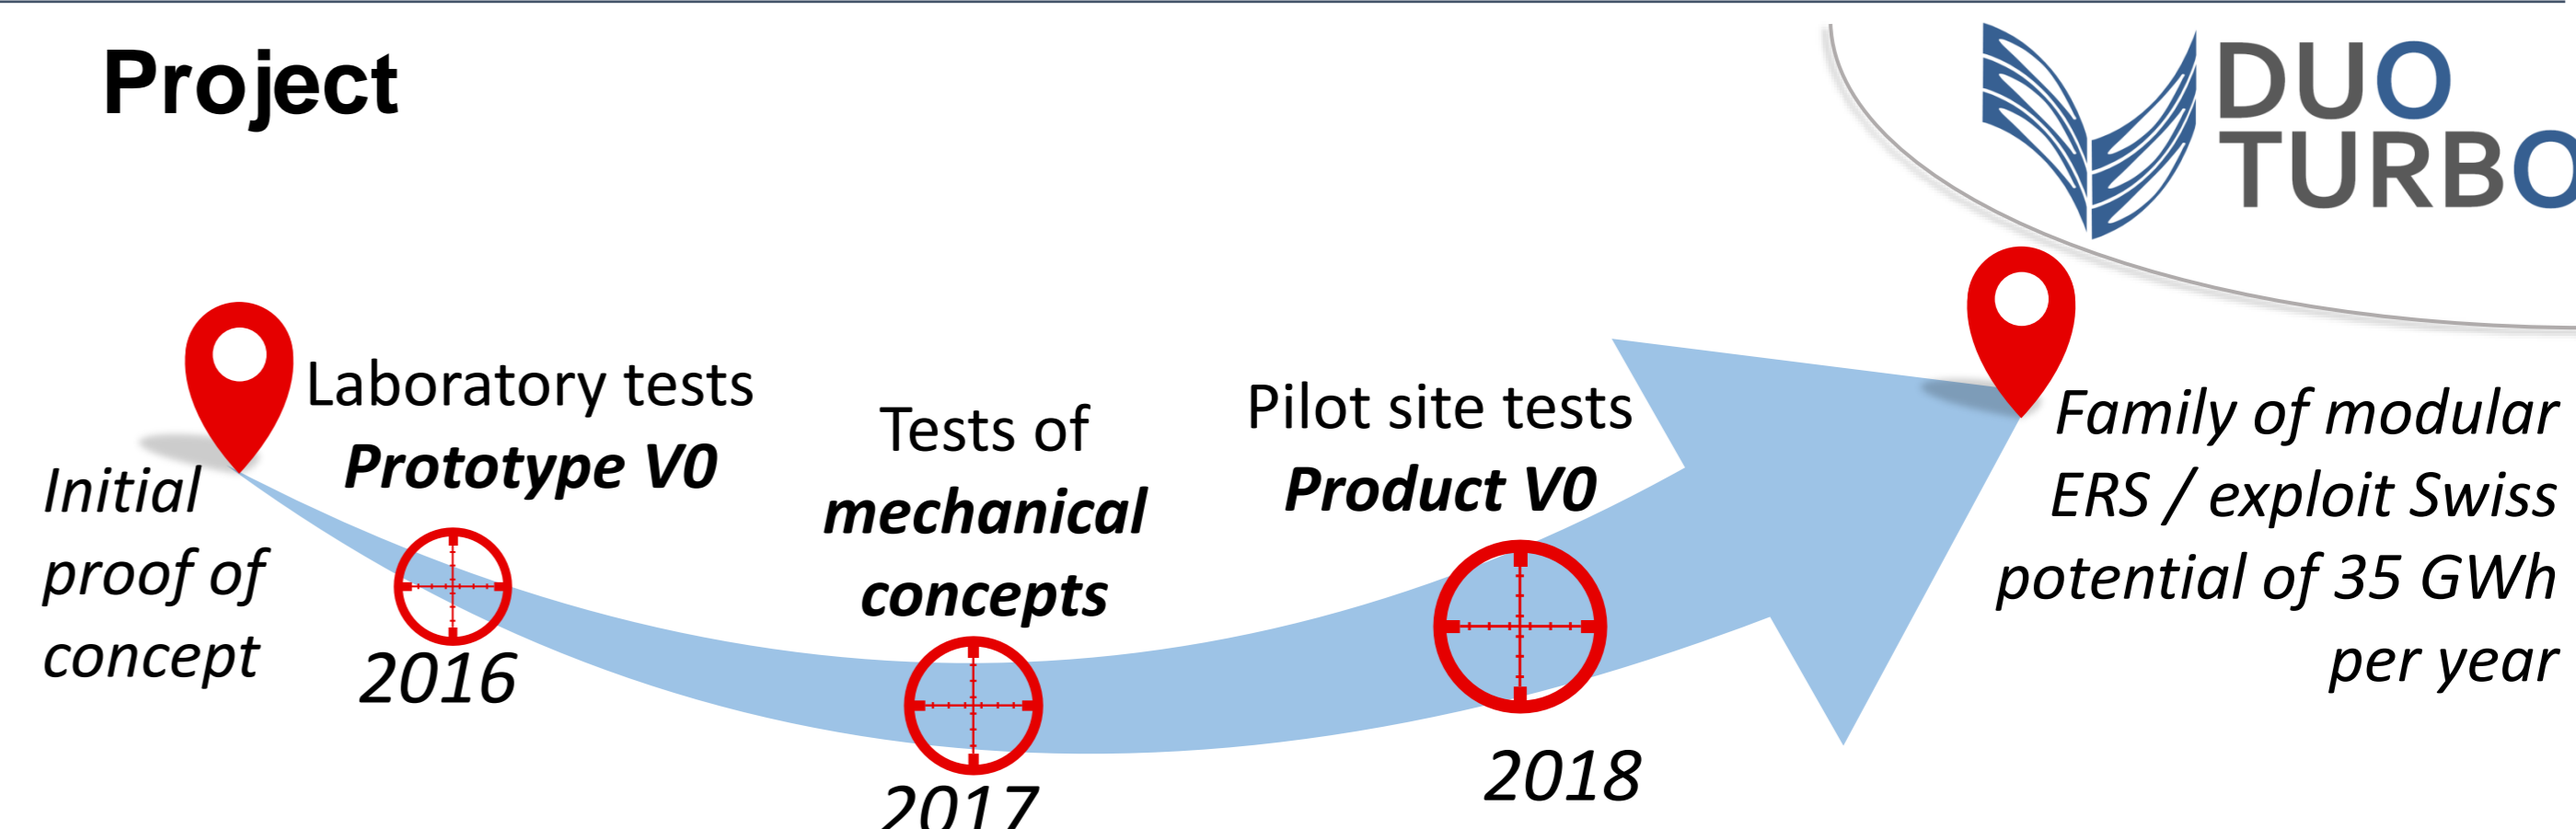 Project
DUO
TURBO
Initial
proof of
concept
Laboratory tests
Prototype V0
2016
Tests of
mechanical
concepts
2017
Pilot site tests
Product V0
2018
Family of modular
ERS / exploit Swiss
potential of 35 GWh
per year